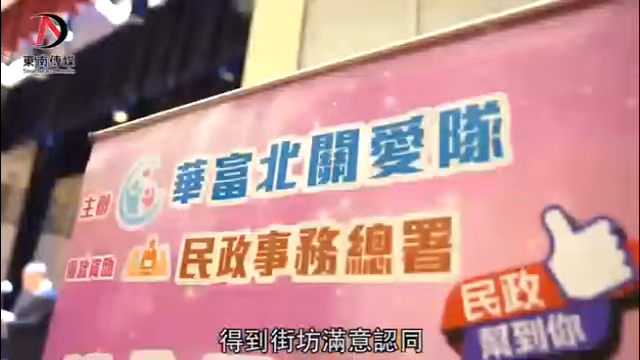 東南傳媒
主辦 華富北關愛隊
撥款資助 民政事務總署
民政
幫到你
得到街坊滿意認同